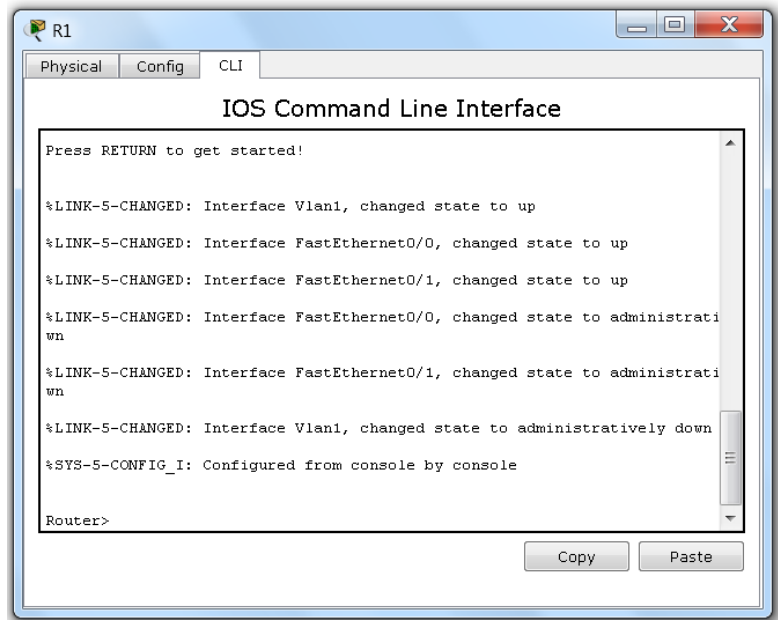 R1
Physical Config CLI
IOS Command Line Interface
Press RETURN to get started!
%LINK-5-CHANGED: Interface Vlan1, changed state to up
%LINK-5-CHANGED: Interface FastEthernet0/0, changed state to up
%LINK-5-CHANGED: Interface FastEthernet0/1, changed state to up
%LINK-5-CHANGED: Interface FastEthernet0/0, changed state to administrati
wn
%LINK-5-CHANGED: Interface FastEthernet0/1, changed state to administrati
wn
%LINK-5-CHANGED: Interface Vlan1, changed state to administratively down
%SYS-5-CONFIG_I: Configured from console by console
Router>
Copy Paste